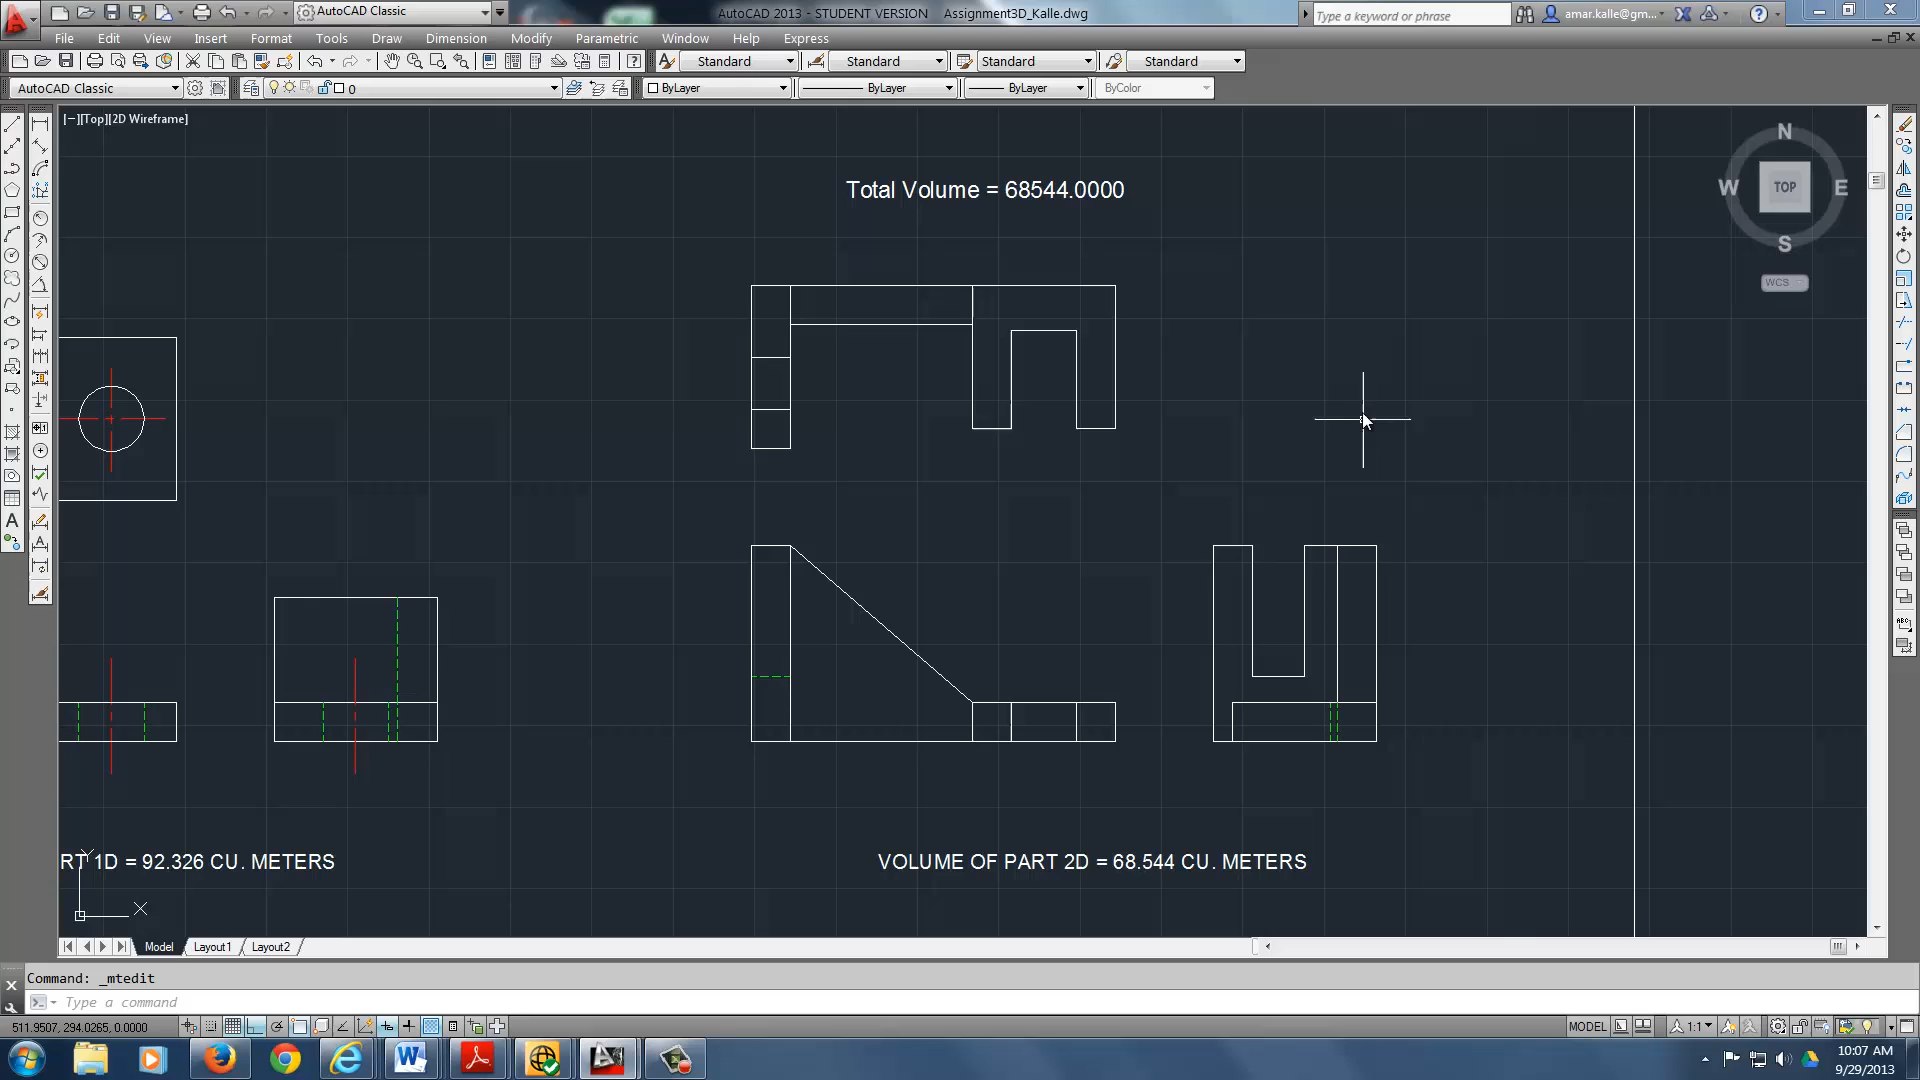 AutoCAD Classic
AutoCAD 2013 - STUDENT VERSION Assignment3D_Kalle.dwg
Type a keyword or phrase
amar.kalle@gm...
File Edit View Insert Format Tools Draw Dimension Modify Parametric Window Help Express
Standard Standard Standard Standard
AutoCAD Classic
0
ByLayer ByLayer ByLayer ByColor
[−][Top][2D Wireframe]
N
W TOP E
S
WCS
Total Volume = 68544.0000
RT 1D = 92.326 CU. METERS
VOLUME OF PART 2D = 68.544 CU. METERS
Y
X
Model Layout1 Layout2
Command: _mtedit
Type a command
511.9507, 294.0265, 0.0000
MODEL
1:1
10:07 AM
9/29/2013